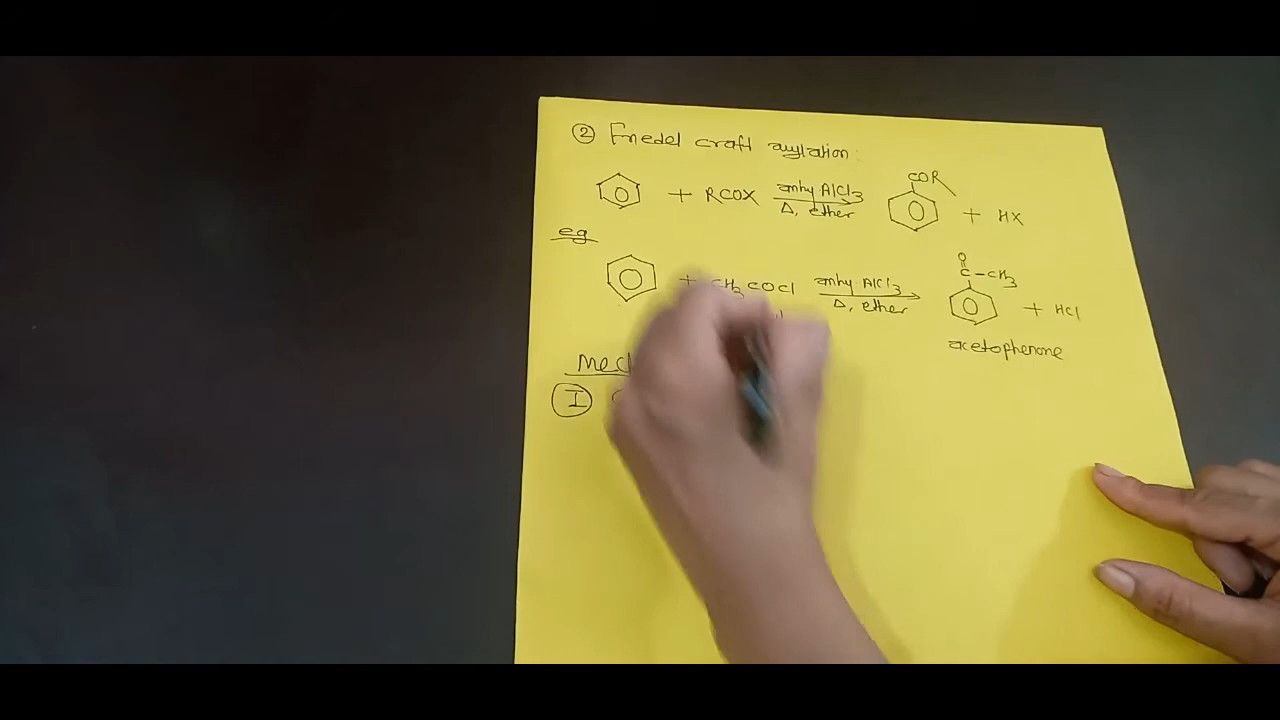 ② Friedel craft acylation:
+ RCOX anhy AlCl3 Δ, ether COR + HX
eg
+ CH3COCl anhy AlCl3 Δ, ether O C-CH3 + HCl
acetophenone
I